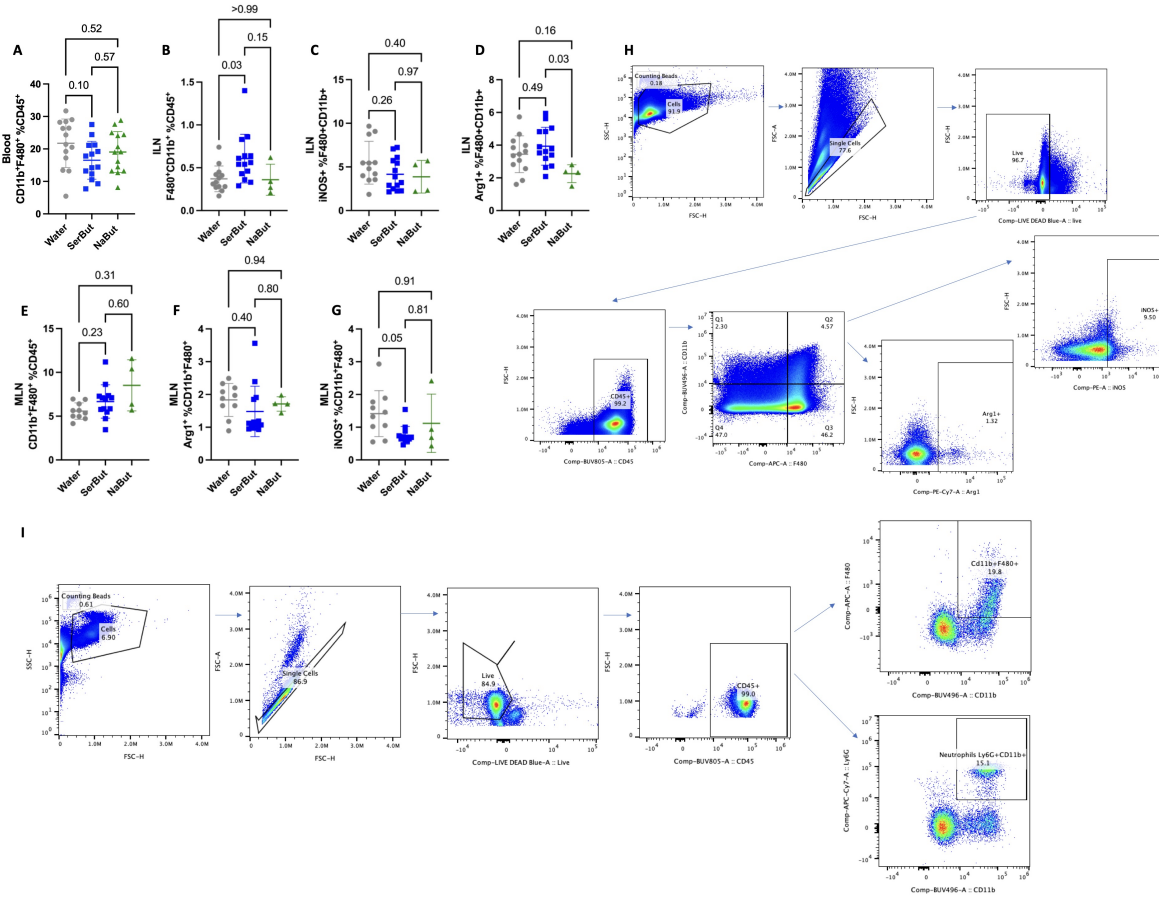 A
0.52
0.57
0.10
Blood
CD11b+F480+ %CD45+
40
30
20
10
0
Water
SerBut
NaBut
B
>0.99
0.15
0.03
ILN
F480+CD11b+ %CD45+
2.0
1.5
1.0
0.5
0.0
Water
SerBut
NaBut
C
0.40
0.97
0.26
ILN
iNOS+ %F480+CD11b+
15
10
5
0
Water
SerBut
NaBut
D
0.16
0.03
0.49
ILN
Arg1+ %F480+CD11b+
8
6
4
2
0
Water
SerBut
NaBut
E
0.31
0.60
0.23
MLN
CD11b+F480+ %CD45+
15
10
5
0
Water
SerBut
NaBut
F
0.94
0.80
0.40
MLN
Arg1+ %CD11b+F480+
4
3
2
1
0
Water
SerBut
NaBut
G
0.91
0.81
0.05
MLN
iNOS+ %CD11b+F480+
4
3
2
1
0
Water
SerBut
NaBut
H
Counting Beads
0.18
Cells
91.9
SSC-H
FSC-H
Single Cells
77.6
FSC-A
FSC-H
Live
96.7
FSC-H
Comp-LIVE DEAD Blue-A :: live
CD45+
99.2
FSC-H
Comp-BUV805-A :: CD45
Q1
2.30
Q2
4.57
Q4
47.0
Q3
46.2
Comp-BUV496-A :: CD11b
Comp-APC-A :: F480
iNOS+
9.50
FSC-H
Comp-PE-A :: iNOS
Arg1+
1.32
FSC-H
Comp-PE-Cy7-A :: Arg1
I
Counting Beads
0.61
Cells
6.90
SSC-H
FSC-H
Single Cells
86.9
FSC-A
FSC-H
Live
84.9
FSC-H
Comp-LIVE DEAD Blue-A :: Live
CD45+
99.0
FSC-H
Comp-BUV805-A :: CD45
Cd11b+F480+
19.8
Comp-APC-A :: F480
Comp-BUV496-A :: CD11b
Neutrophils Ly6G+CD11b+
15.1
Comp-APC-Cy7-A :: Ly6G
Comp-BUV496-A :: CD11b